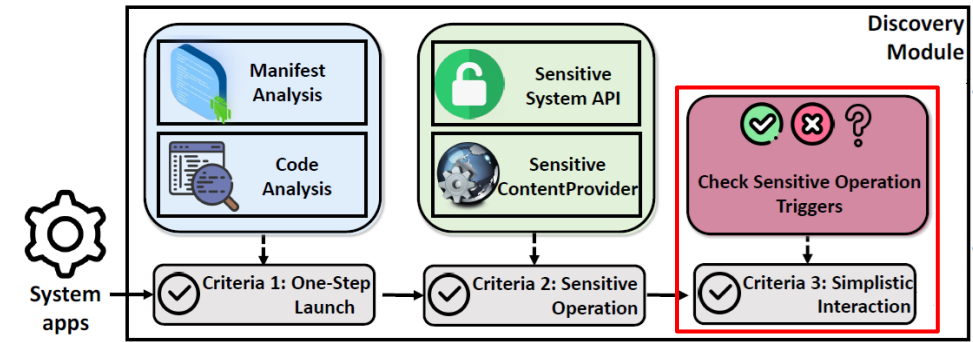 Discovery
Module
Manifest
Analysis
Code
Analysis
Sensitive
System API
Sensitive
ContentProvider
Check Sensitive Operation
Triggers
System
apps
Criteria 1: One-Step
Launch
Criteria 2: Sensitive
Operation
Criteria 3: Simplistic
Interaction